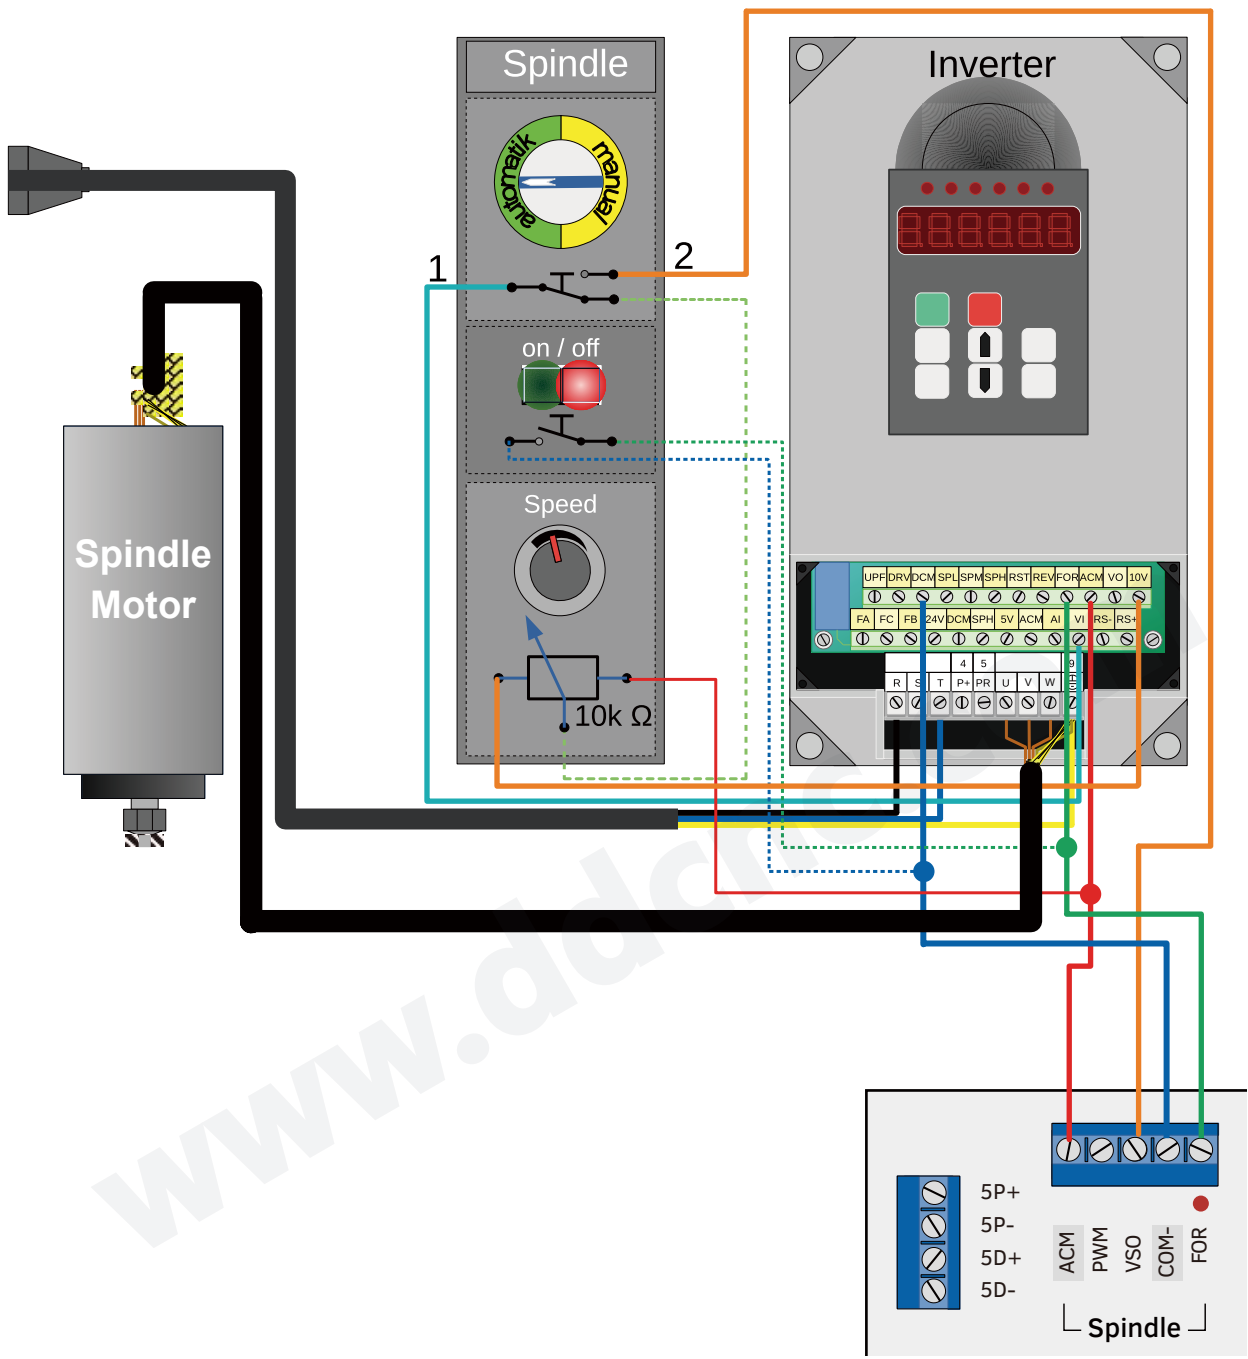 Spindle
Inverter
automatik
manual
1
2
on / off
Spindle
Motor
Speed
10k Ω
UPF DRV DCM SPL SPM SPH RST REV FOR ACM VO 10V
FA FC FB 24V DCM SPH 5V ACM AI VI RS- RS+
4 5 9
R S T P+ PR U V W
www.ddcnc.
5P+
5P-
5D+
5D-
ACM
PWM
VSO
COM-
FOR
Spindle